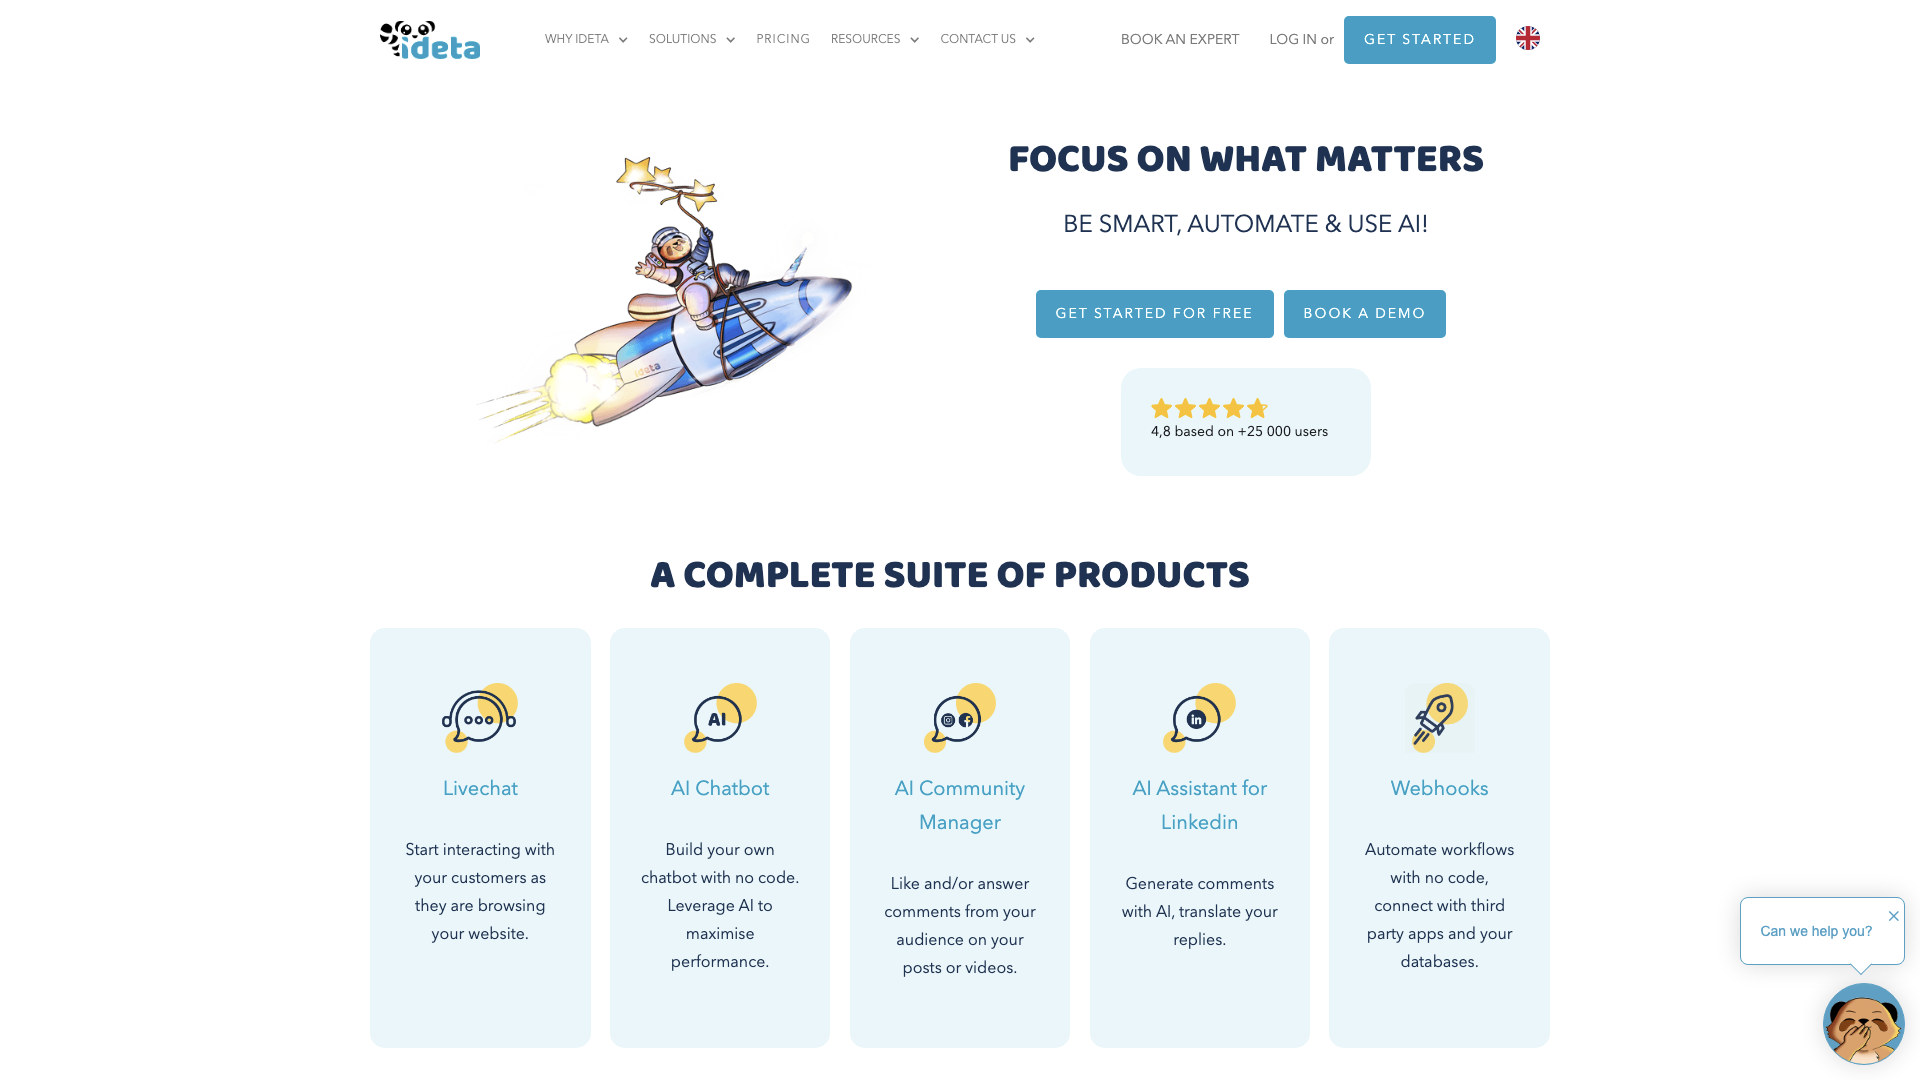 ideta
WHY IDETA
SOLUTIONS
PRICING
RESOURCES
CONTACT US
BOOK AN EXPERT
LOG IN or
GET STARTED
FOCUS ON WHAT MATTERS
BE SMART, AUTOMATE & USE AI!
GET STARTED FOR FREE
BOOK A DEMO
ideta
4,8 based on +25 000 users
A COMPLETE SUITE OF PRODUCTS
Livechat
Start interacting with
your customers as
they are browsing
your website.
AI
AI Chatbot
Build your own
chatbot with no code.
Leverage AI to
maximise
performance.
AI Community
Manager
Like and/or answer
comments from your
audience on your
posts or videos.
in
AI Assistant for
Linkedin
Generate comments
with AI, translate your
replies.
Webhooks
Automate workflows
with no code,
connect with third
party apps and your
databases.
Can we help you?